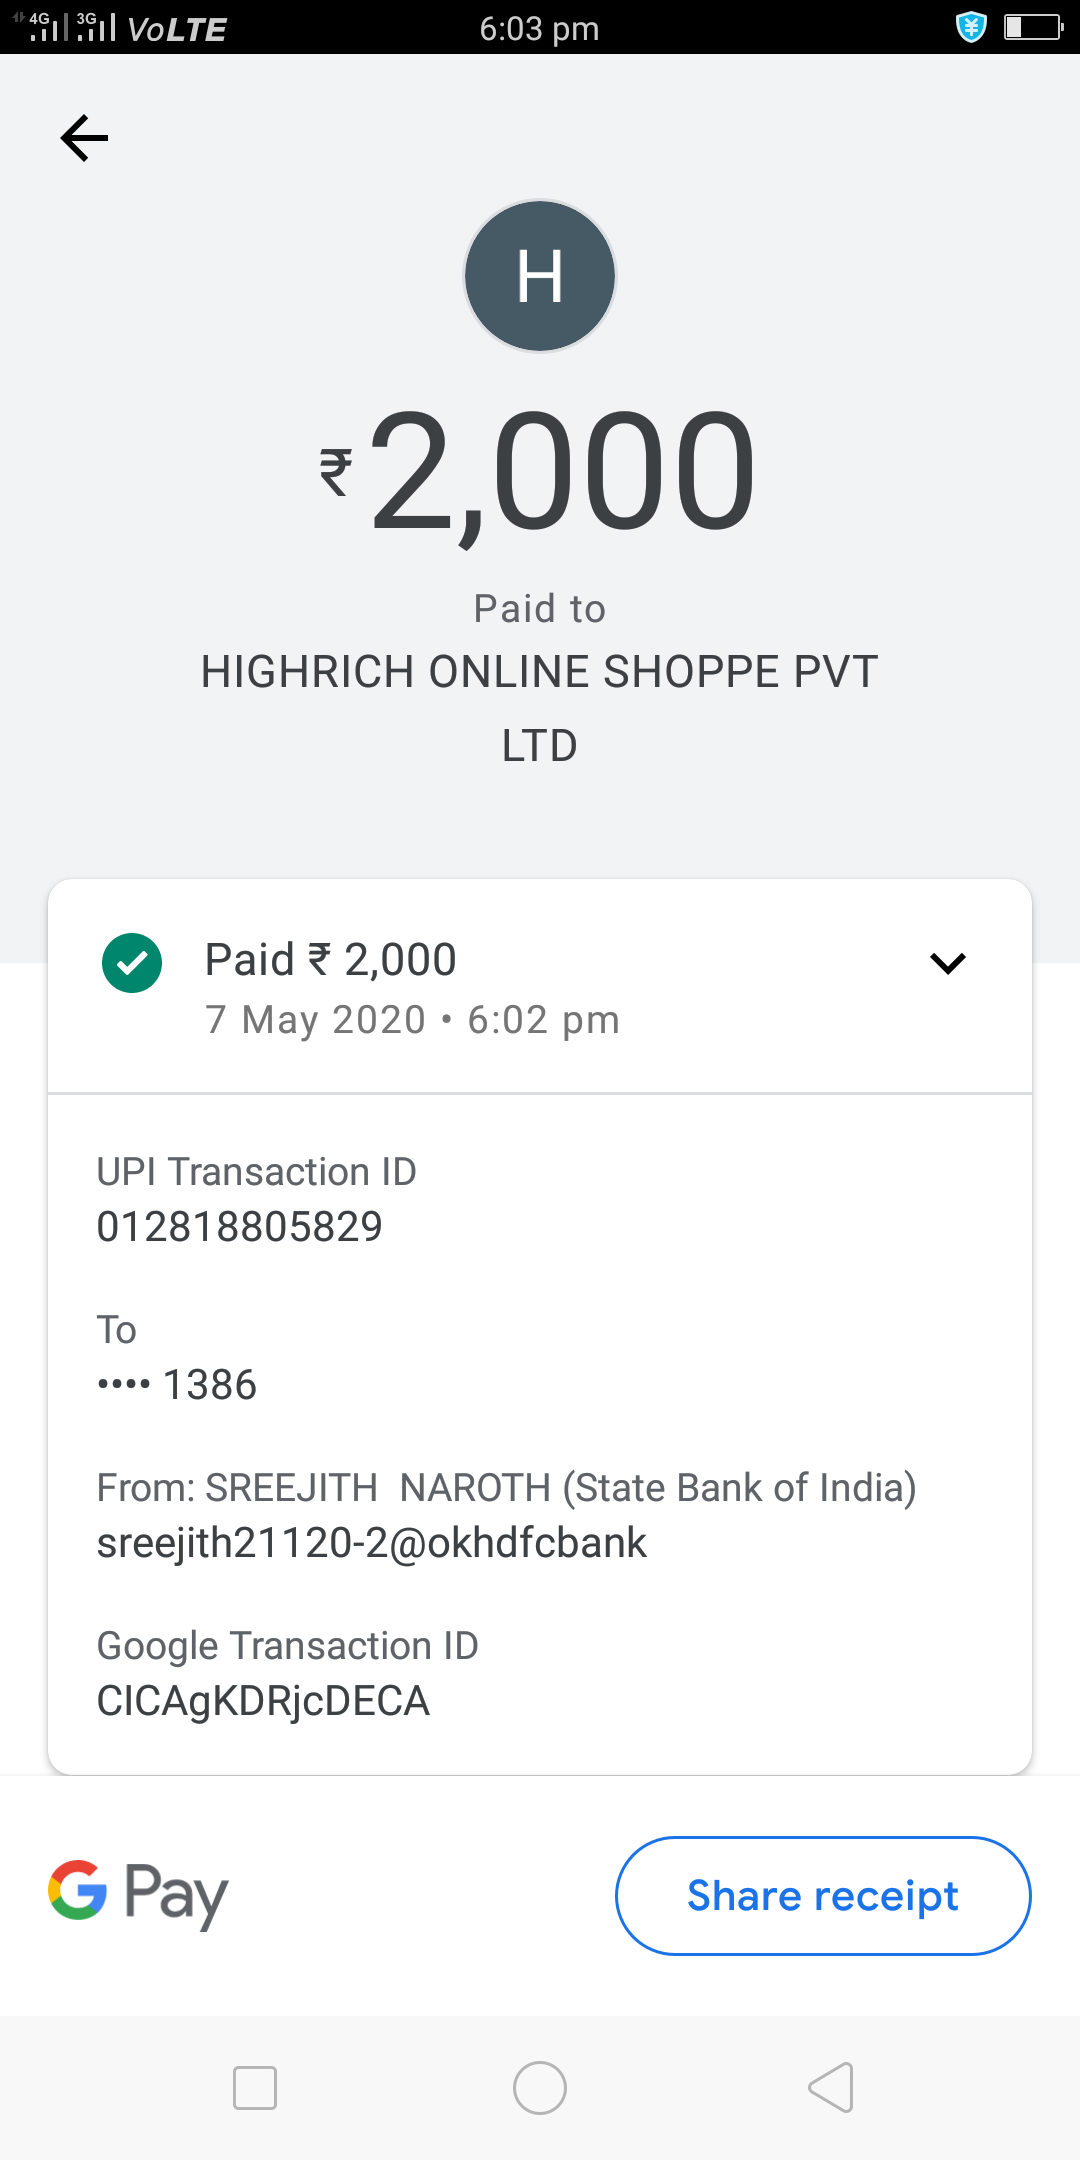 4G 3G VoLTE 6:03 pm
H
₹2,000
Paid to
HIGHRICH ONLINE SHOPPE PVT
LTD
Paid ₹ 2,000
7 May 2020 • 6:02 pm
UPI Transaction ID
012818805829
To
•••• 1386
From: SREEJITH  NAROTH (State Bank of India)
sreejith21120-2@okhdfcbank
Google Transaction ID
CICAgKDRjcDECA
G Pay
Share receipt